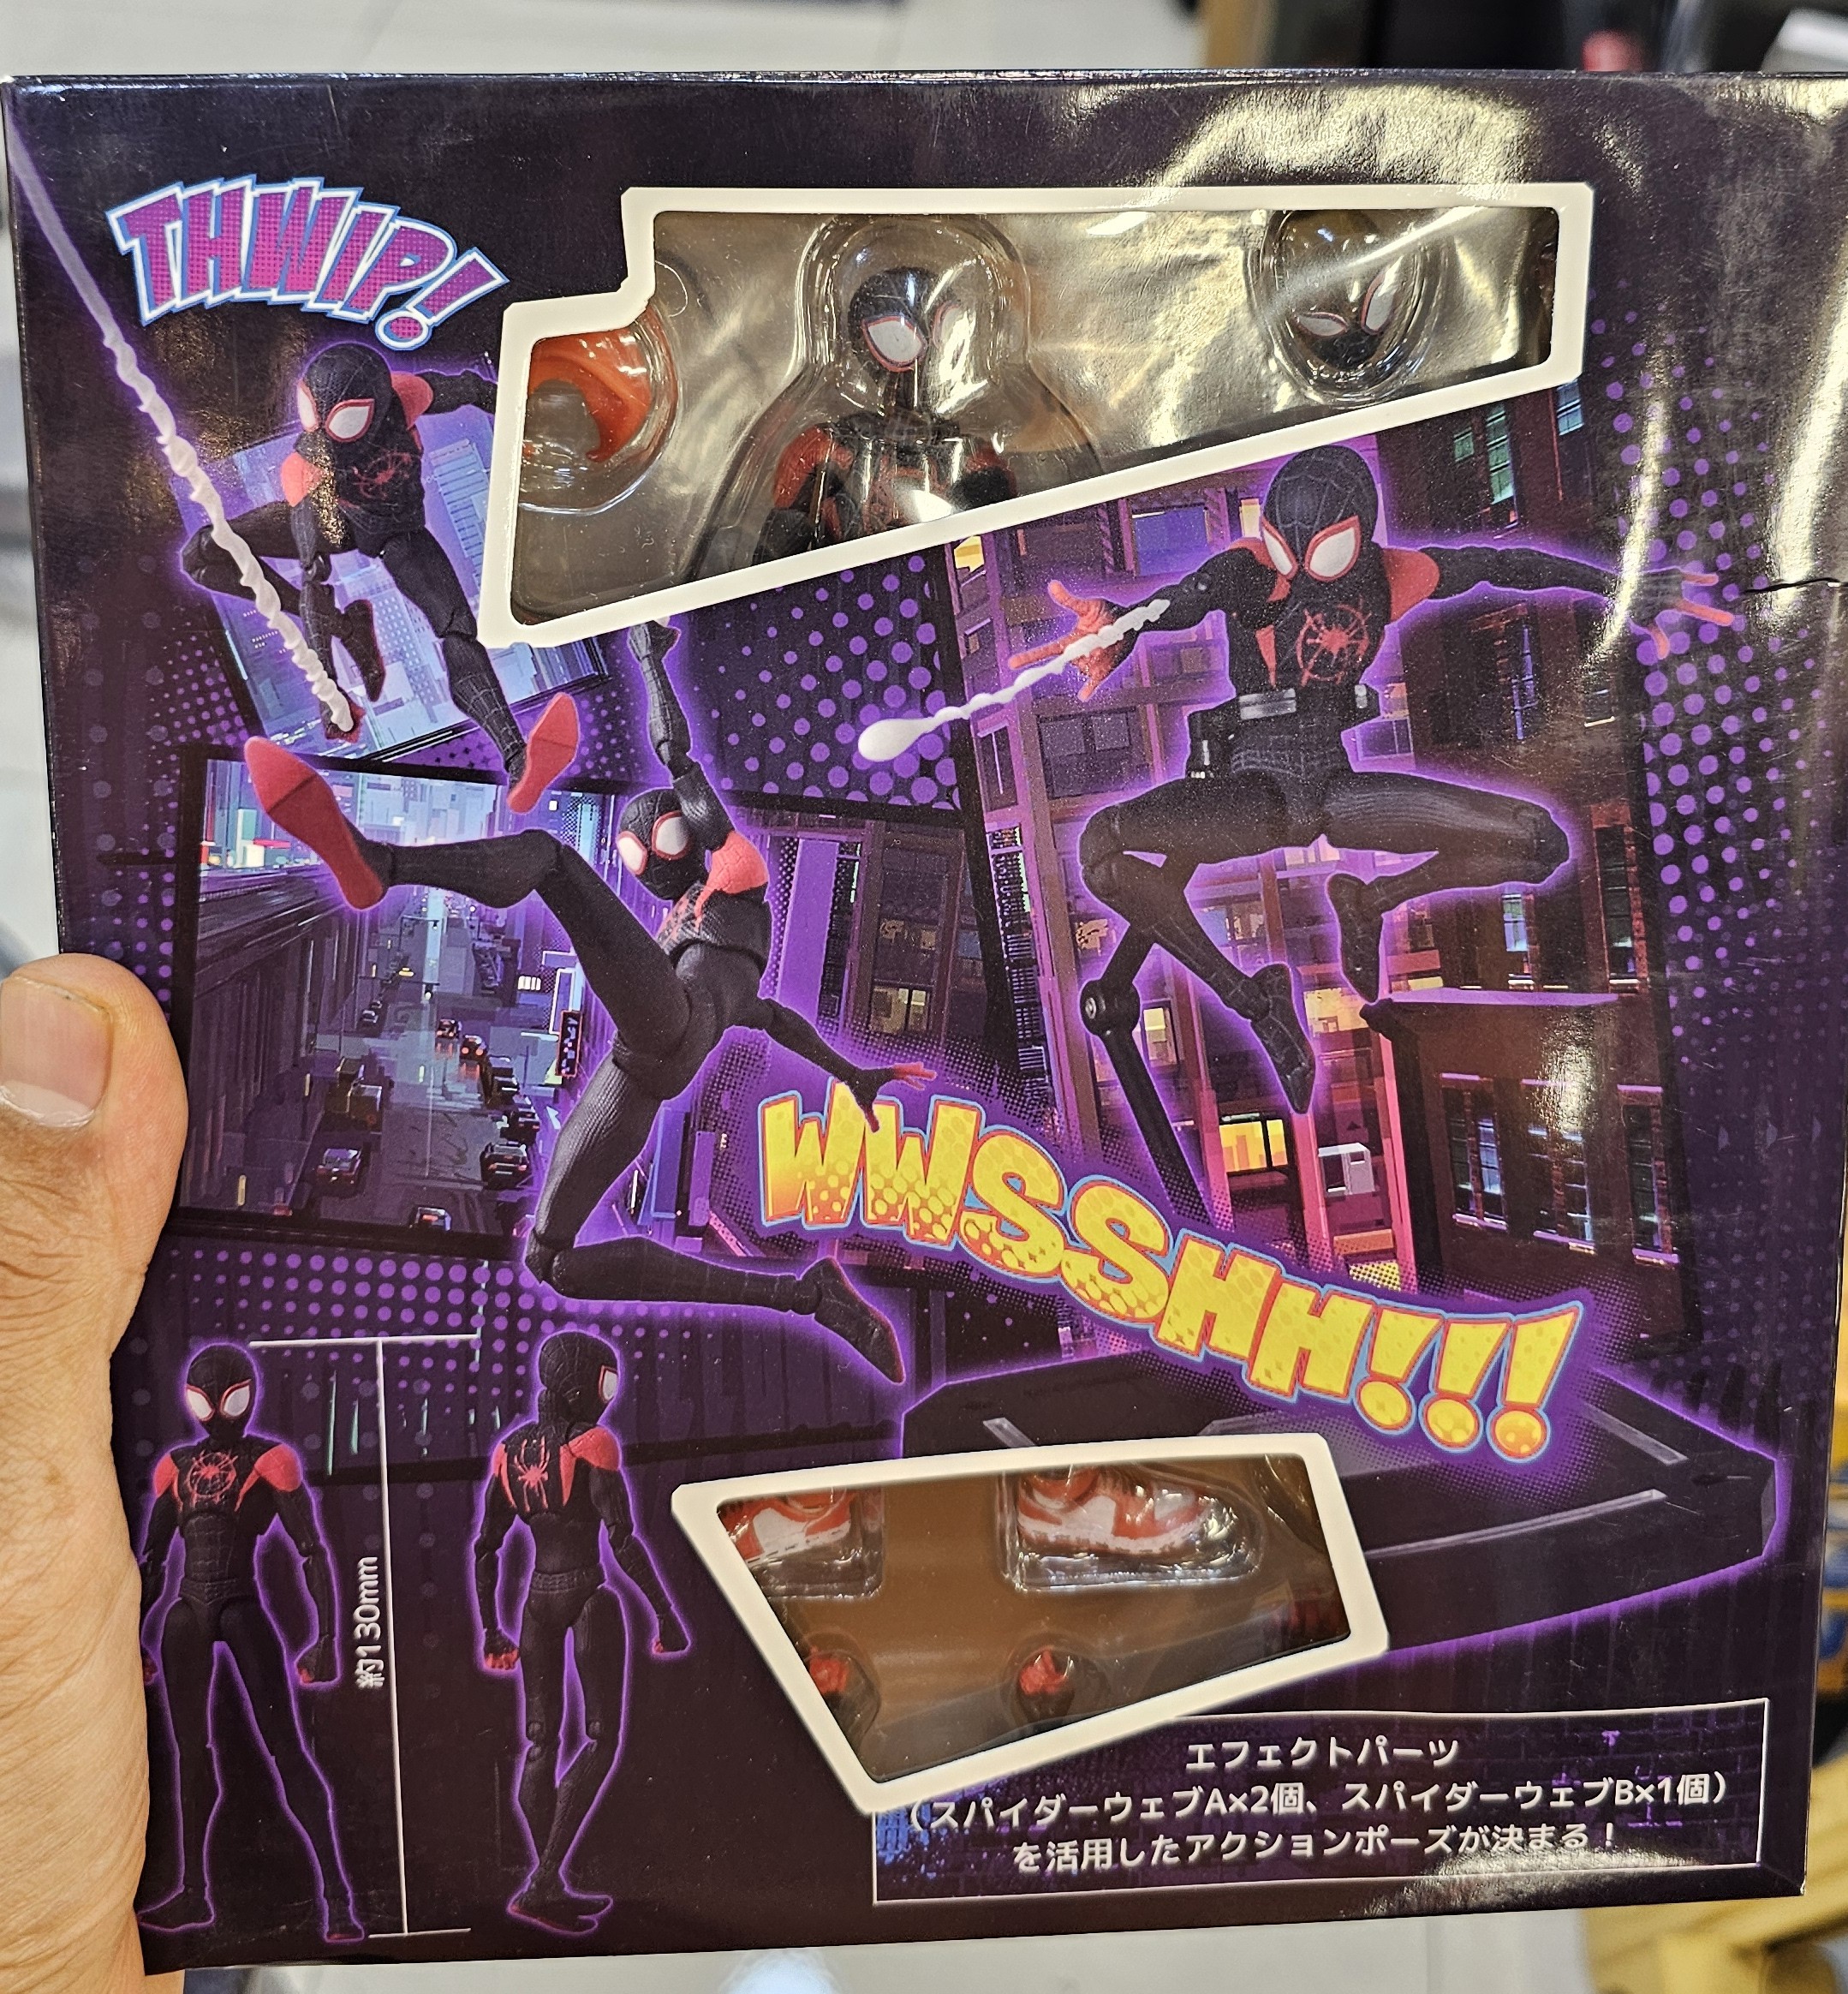 THWIP!
WWSSHH!!!
約130mm
エフェクトパーツ
（スパイダーウェブA×2個、スパイダーウェブB×1個）
を活用したアクションポーズが決まる！